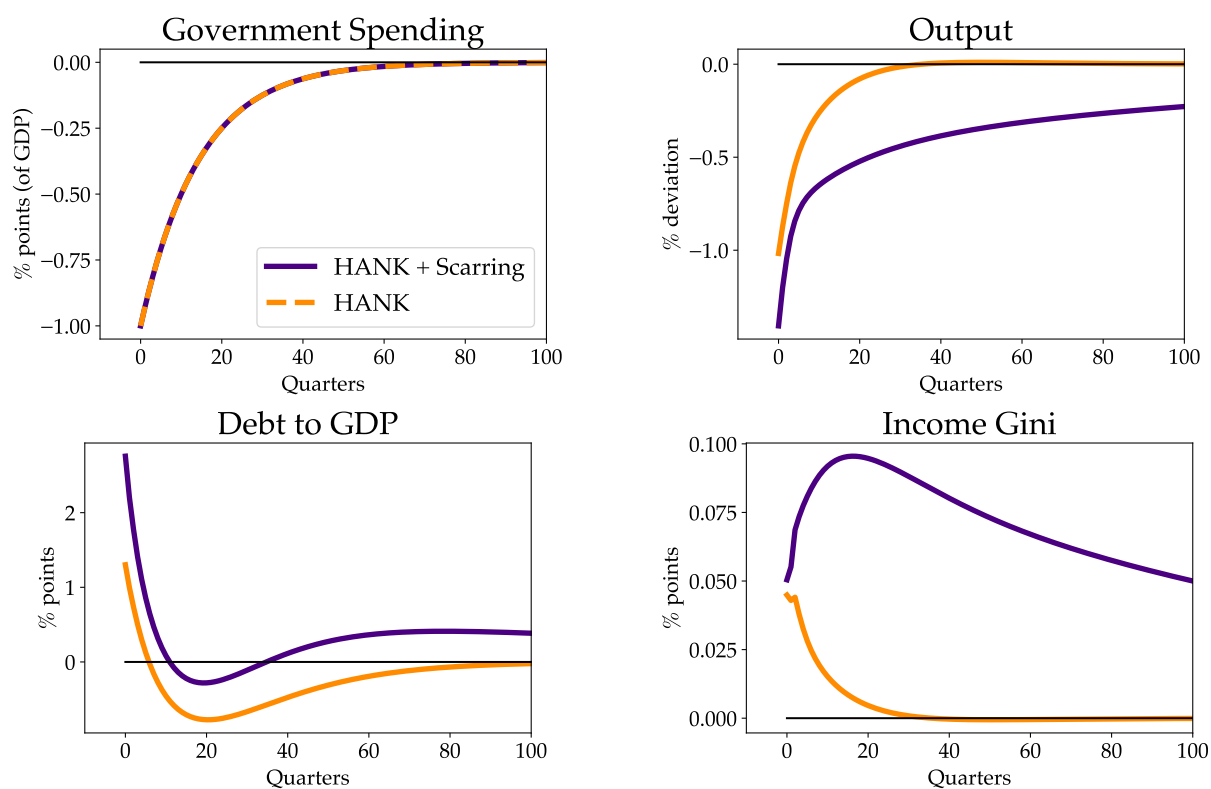 Government Spending
0.00
−0.25
−0.50
−0.75
−1.00
% points (of GDP)
HANK + Scarring
HANK
0 20 40 60 80 100
Quarters
Output
0.0
−0.5
−1.0
% deviation
0 20 40 60 80 100
Quarters
Debt to GDP
2
1
0
% points
0 20 40 60 80 100
Quarters
Income Gini
0.100
0.075
0.050
0.025
0.000
% points
0 20 40 60 80 100
Quarters